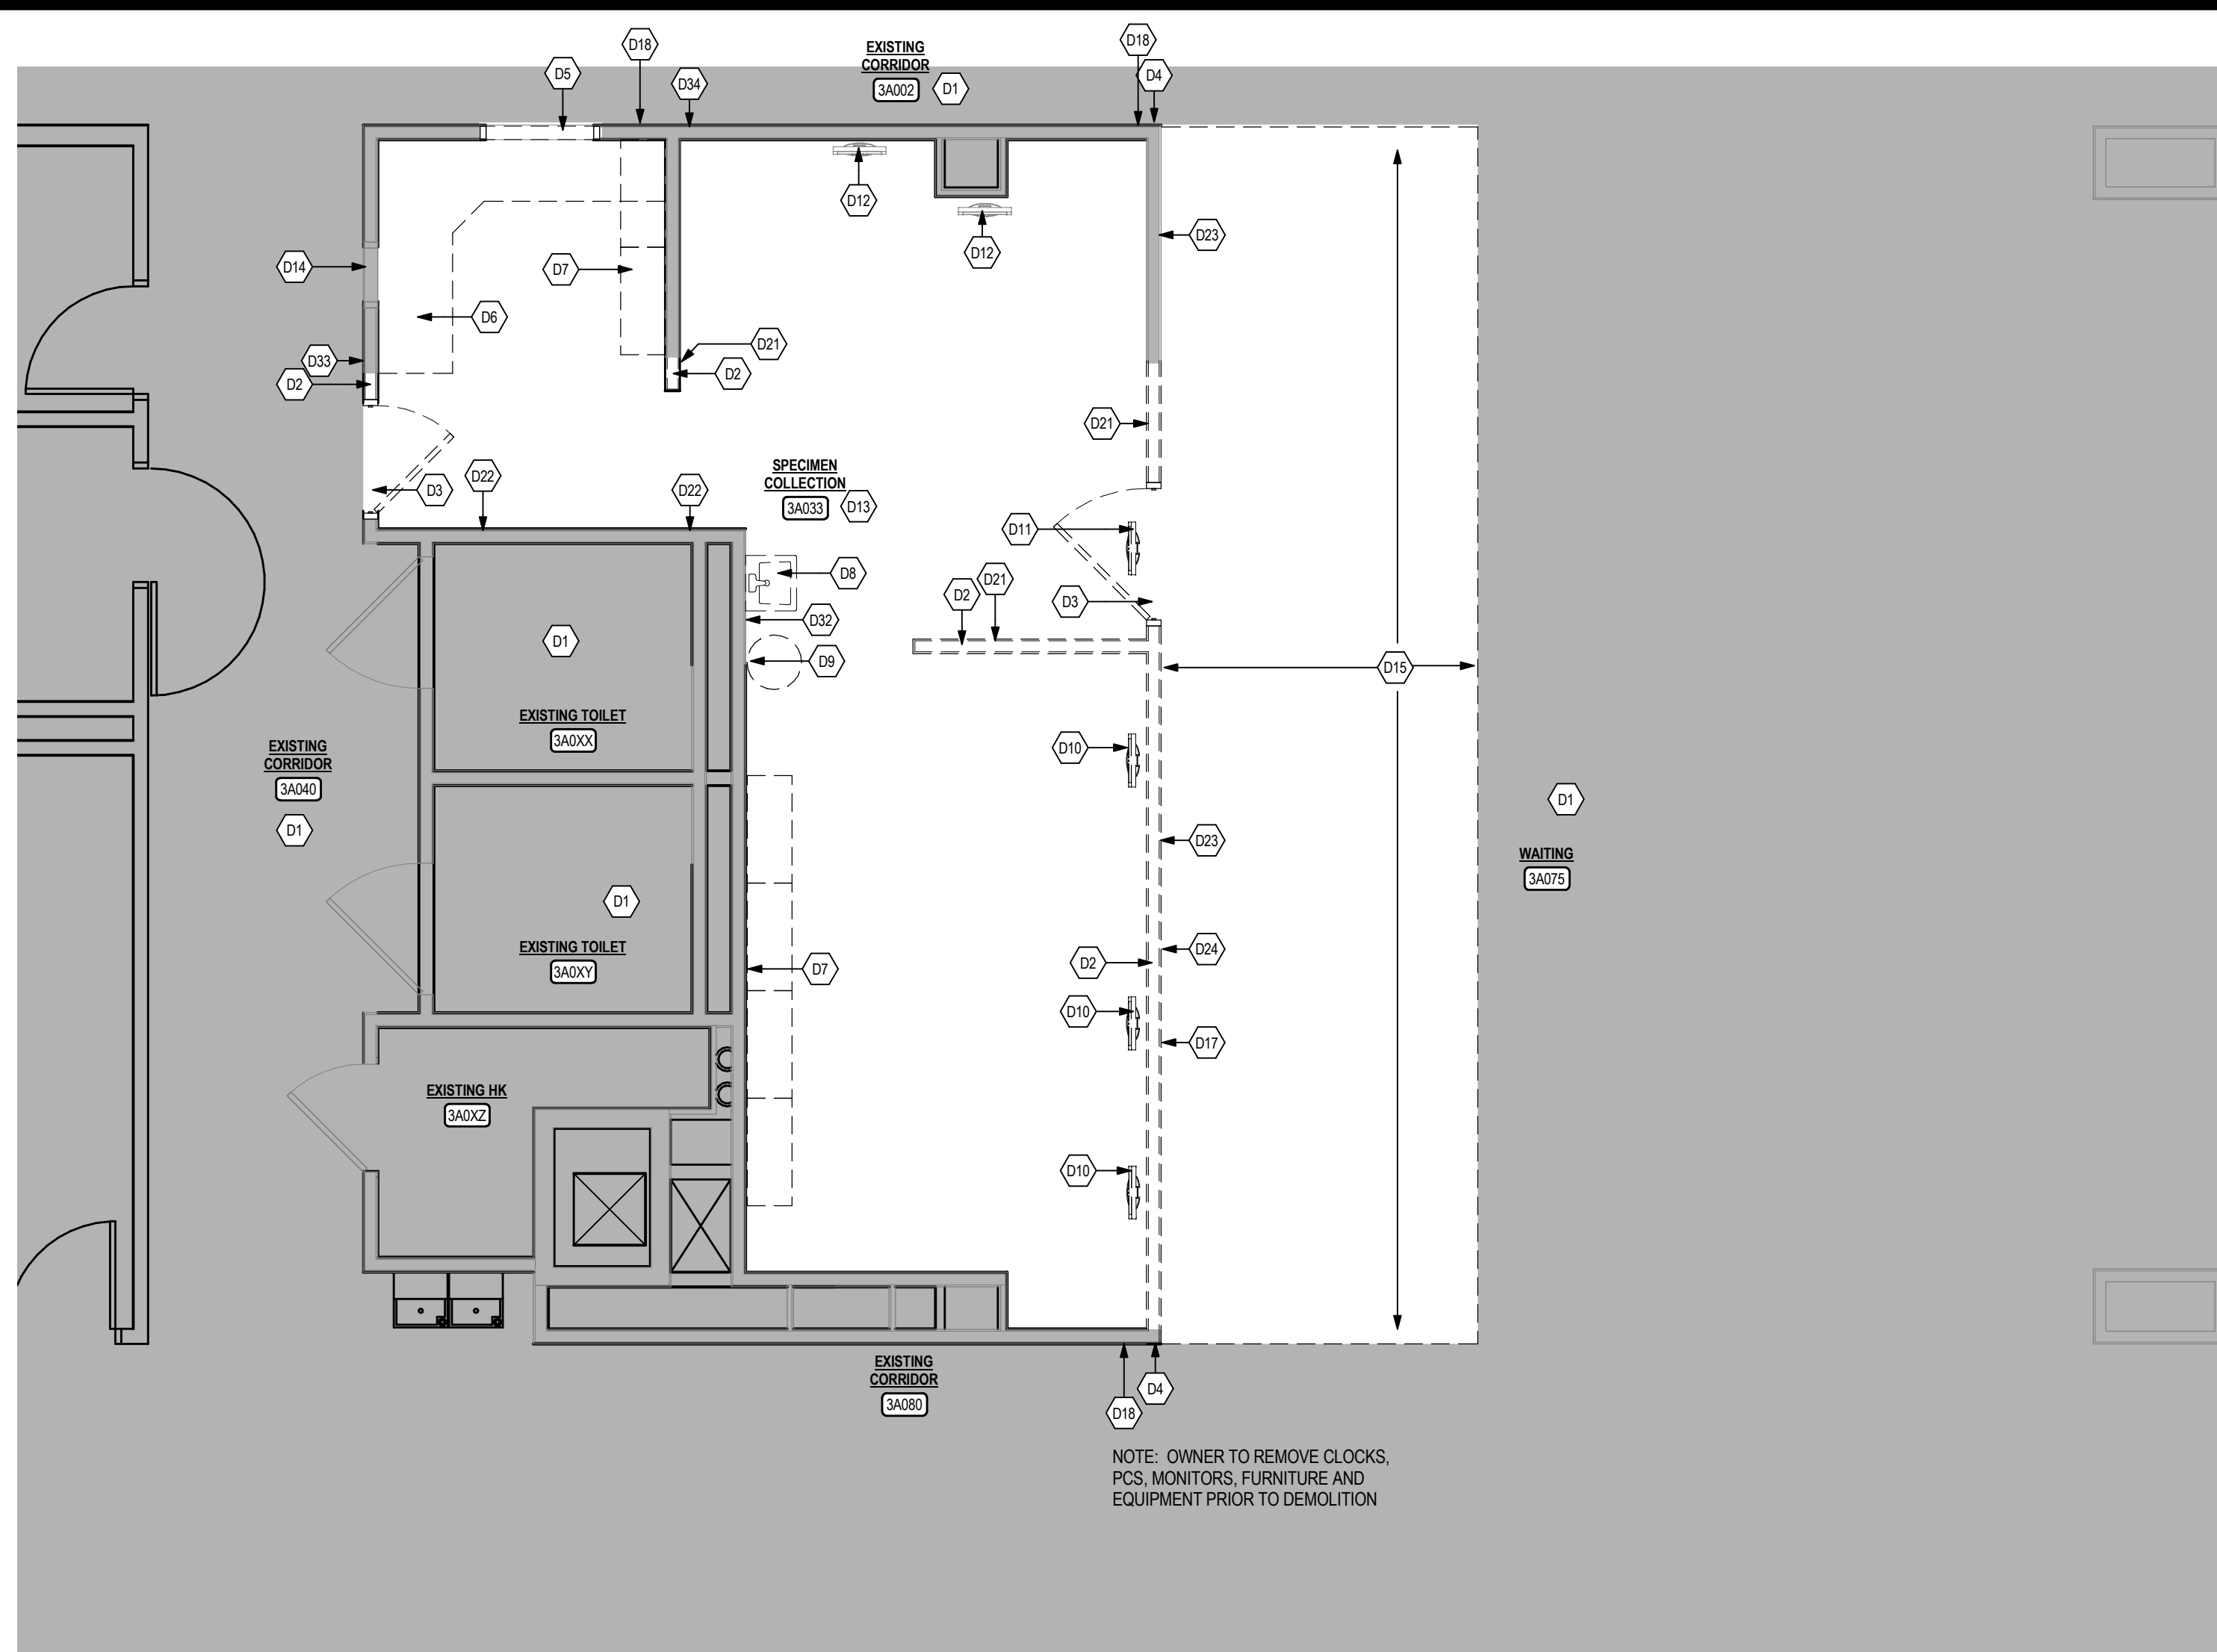 D18
D18
EXISTING
CORRIDOR
3A002
D1
D5
D34
D4
D12
D12
D23
D14
D7
D6
D33
D2
D21
D2
D21
D3
D22
D22
SPECIMEN
COLLECTION
3A033
D13
D11
D8
D2
D21
D3
D32
D1
D9
D15
EXISTING TOILET
3A0XX
EXISTING
CORRIDOR
3A040
D1
D10
D1
WAITING
3A075
D23
D1
EXISTING TOILET
3A0XY
D7
D2
D24
D10
D17
EXISTING HK
3A0XZ
D10
EXISTING
CORRIDOR
3A080
D4
D18
NOTE: OWNER TO REMOVE CLOCKS,
PCS, MONITORS, FURNITURE AND
EQUIPMENT PRIOR TO DEMOLITION